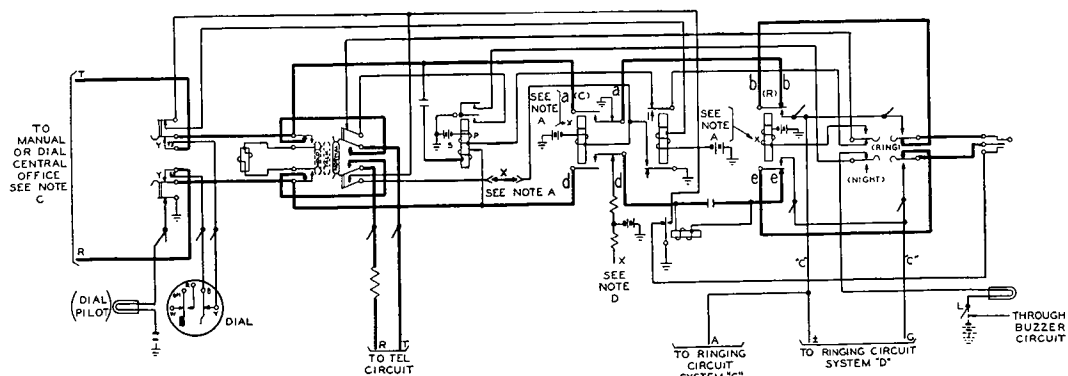 T
TO
MANUAL
OR DIAL
CENTRAL
OFFICE
SEE NOTE
C
R
Y
Y
(DIAL
PILOT)
DIAL
R T
TO TEL
CIRCUIT
P
S
X
SEE NOTE A
SEE
NOTE
A
X
a (C) a
d d
X
SEE
NOTE
D
SEE
NOTE
A
X
b b
(R)
e e
(RING)
(NIGHT)
"C" "C"
A
TO RINGING
CIRCUIT
SYSTEM "C"
± G
TO RINGING CIRCUIT
SYSTEM "D"
L
THROUGH
BUZZER
CIRCUIT